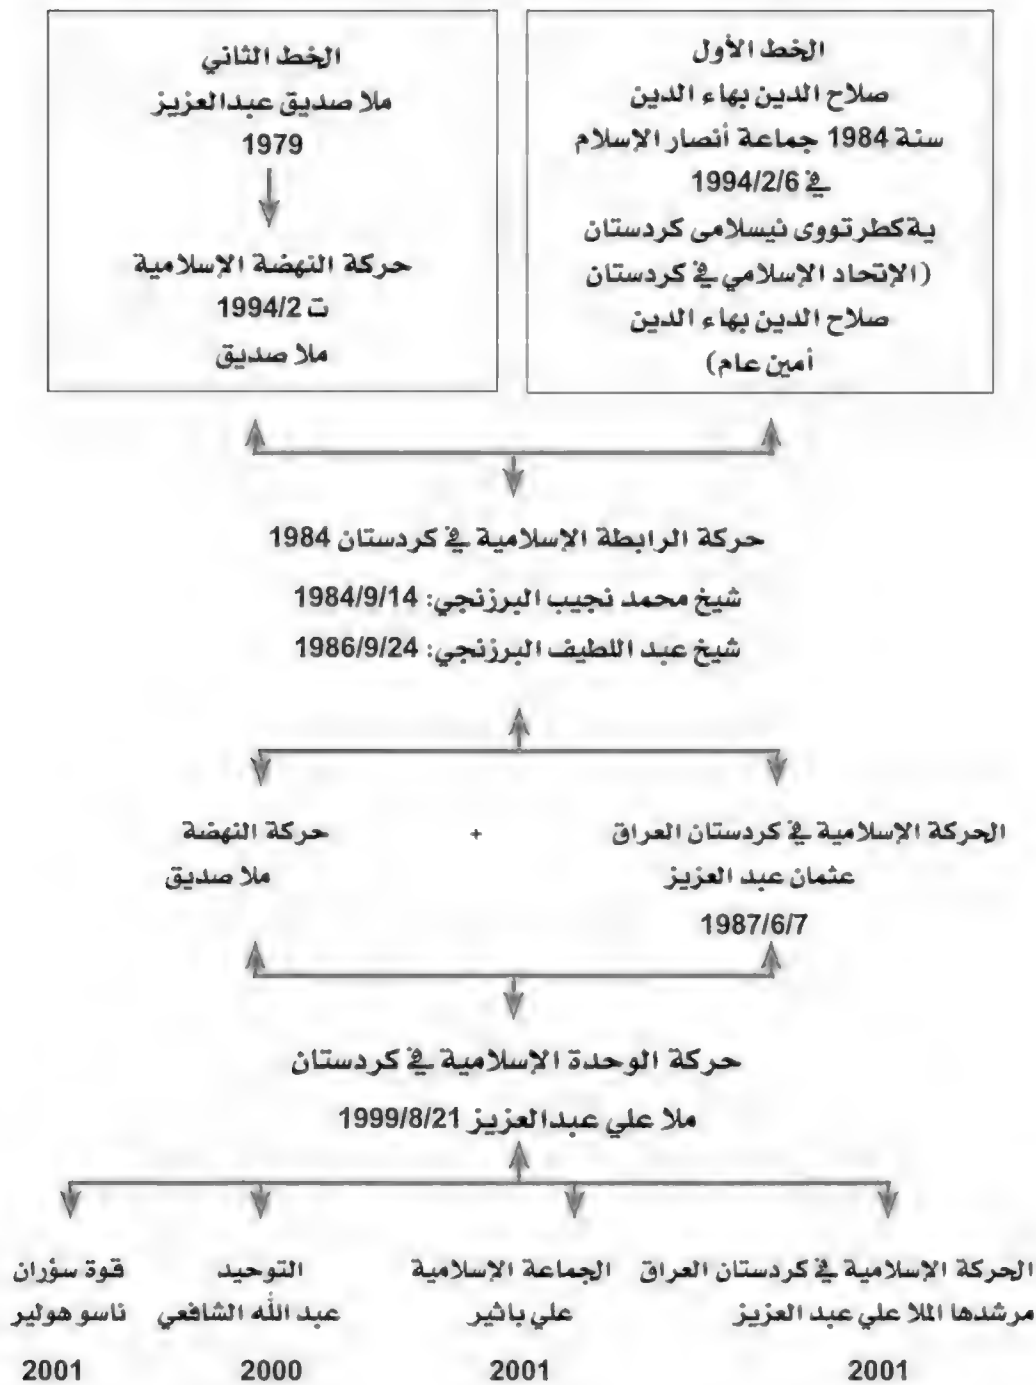 الخط الأول
صلاح الدين بهاء الدين
سنة 1984 جماعة أنصار الإسلام
في 1994/2/6
ية كطرتووى ئيسلامى كردستان
(الإتحاد الإسلامي في كردستان
صلاح الدين بهاء الدين
أمين عام)
الخط الثاني
ملا صديق عبدالعزيز
1979
حركة النهضة الإسلامية
ت 1994/2
ملا صديق
حركة الرابطة الإسلامية في كردستان 1984
شيخ محمد نجيب البرزنجي: 1984/9/14
شيخ عبد اللطيف البرزنجي: 1986/9/24
الحركة الإسلامية في كردستان العراق + حركة النهضة
عثمان عبد العزيز ملا صديق
1987/6/7
حركة الوحدة الإسلامية في كردستان
ملا علي عبدالعزيز 1999/8/21
الحركة الإسلامية في كردستان العراق
مرشدها الملا علي عبد العزيز
2001
الجماعة الإسلامية
علي باثير
2001
التوحيد
عبد الله الشافعي
2000
قوة سؤران
ئاسو هولير
2001